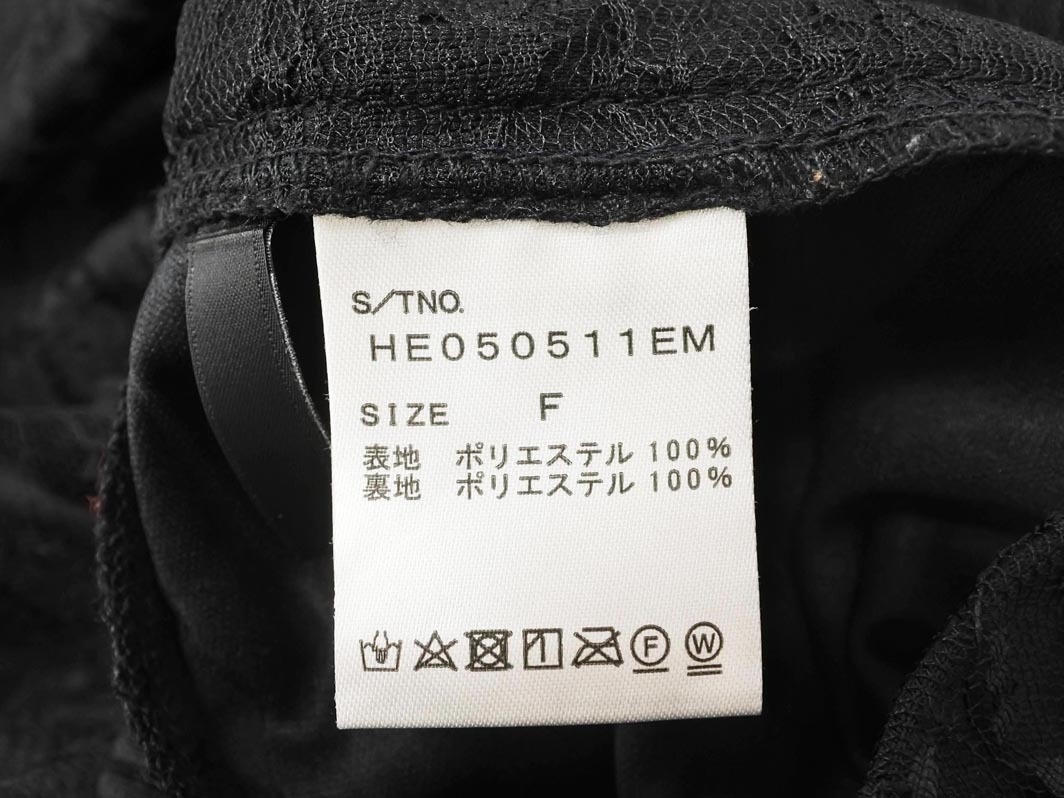 S/TNO.
HE050511EM
SIZE F
表地 ポリエステル 100%
裏地 ポリエステル 100%
F W